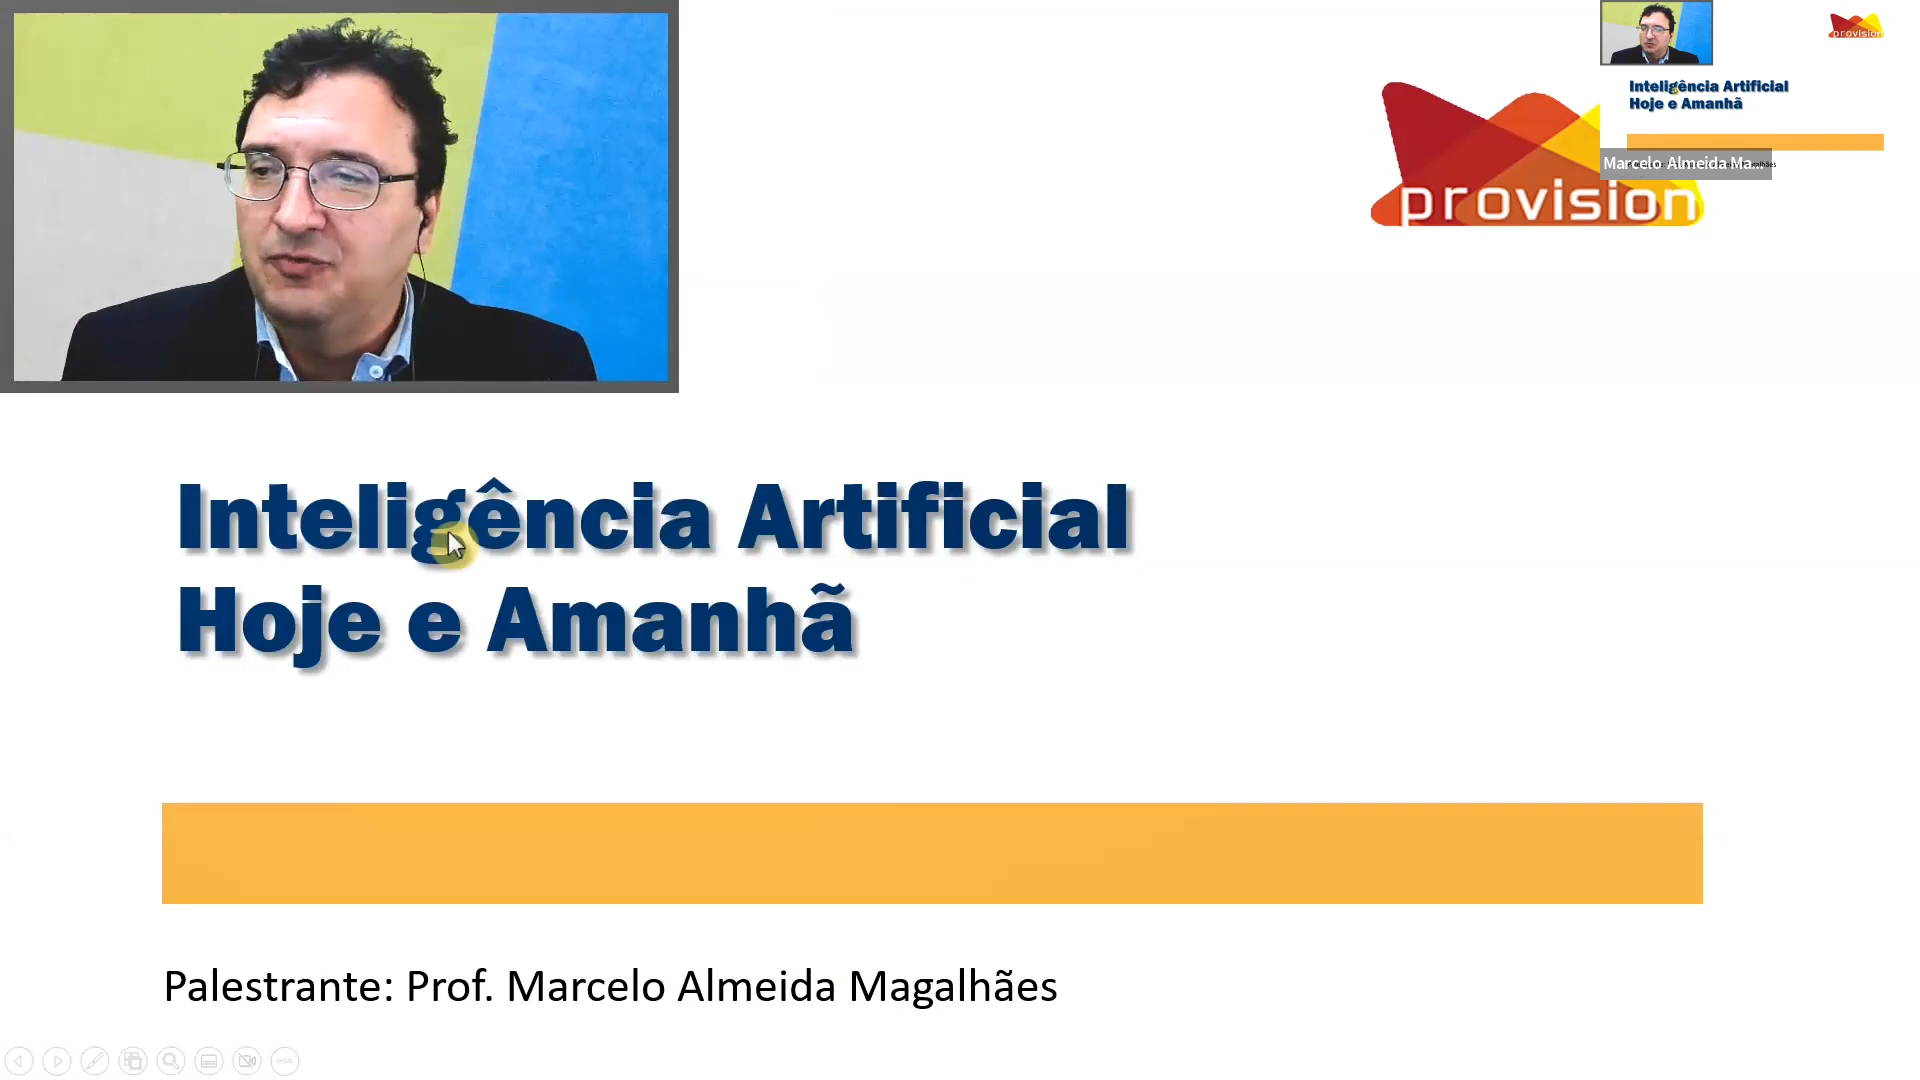 provision
Inteligência Artificial
Hoje e Amanhã
Marcelo Almeida Ma...
provision
Inteligência Artificial
Hoje e Amanhã
Palestrante: Prof. Marcelo Almeida Magalhães